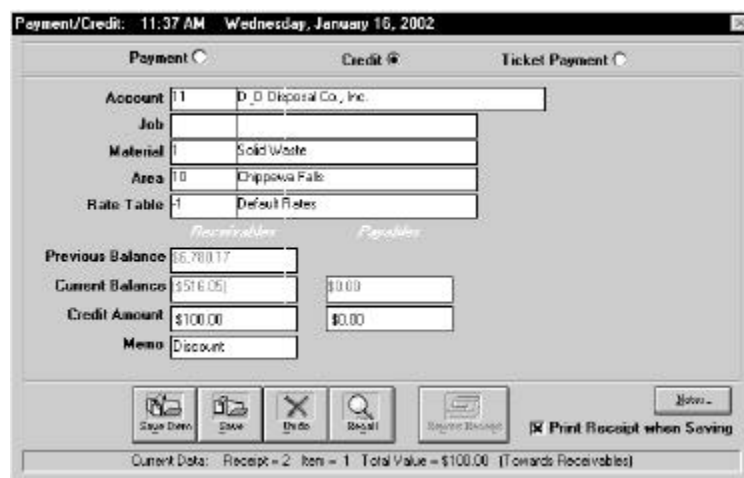 Payment/Credit: 11:37 AM Wednesday, January 16, 2002
Payment Credit Ticket Payment
Account 11 D_D Disposal Co., Inc.
Job
Material 1 Solid Waste
Area 10 Chippewa Falls
Rate Table -1 Default Rates
Receivables Payables
Previous Balance $6,780.17
Current Balance ($516.05) $0.00
Credit Amount $100.00 $0.00
Memo Discount
Save Item Save Undo Recall Reprint Receipt Notes...
Print Receipt when Saving
Current Data: Receipt = 2 Item = 1 Total Value = $100.00 (Towards Receivables)